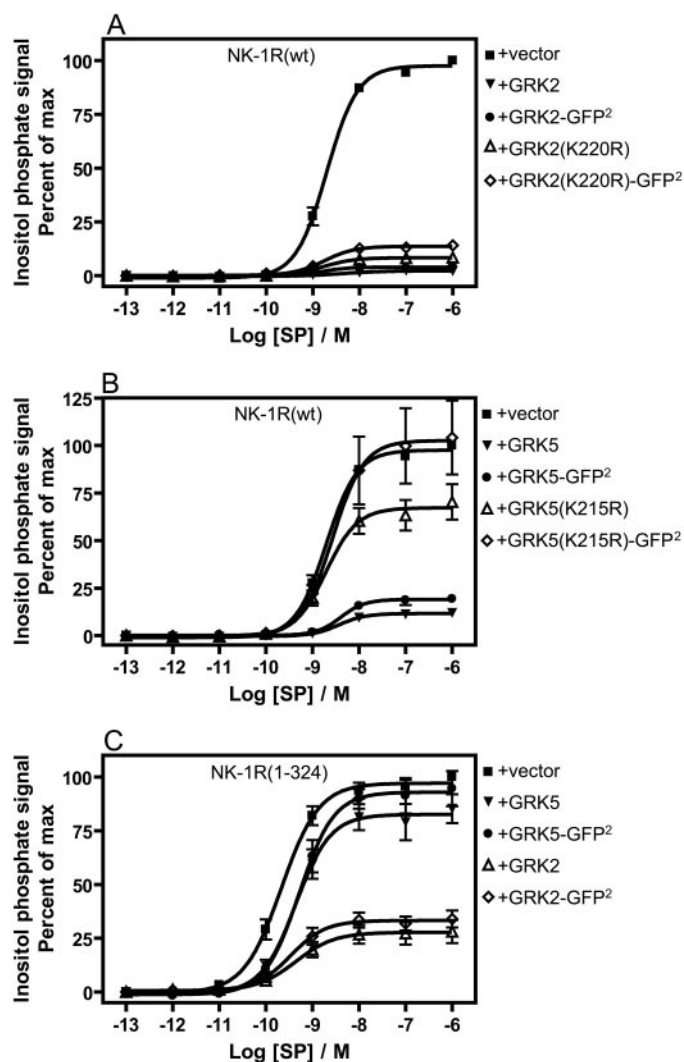 A
NK-1R(wt)
Inositol phosphate signal
Percent of max
100
75
50
25
0
-13 -12 -11 -10 -9 -8 -7 -6
Log [SP] / M
+vector
+GRK2
+GRK2-GFP²
+GRK2(K220R)
+GRK2(K220R)-GFP²
B
NK-1R(wt)
Inositol phosphate signal
Percent of max
125
100
75
50
25
0
-13 -12 -11 -10 -9 -8 -7 -6
Log [SP] / M
+vector
+GRK5
+GRK5-GFP²
+GRK5(K215R)
+GRK5(K215R)-GFP²
C
NK-1R(1-324)
Inositol phosphate signal
Percent of max
100
75
50
25
0
-13 -12 -11 -10 -9 -8 -7 -6
Log [SP] / M
+vector
+GRK5
+GRK5-GFP²
+GRK2
+GRK2-GFP²